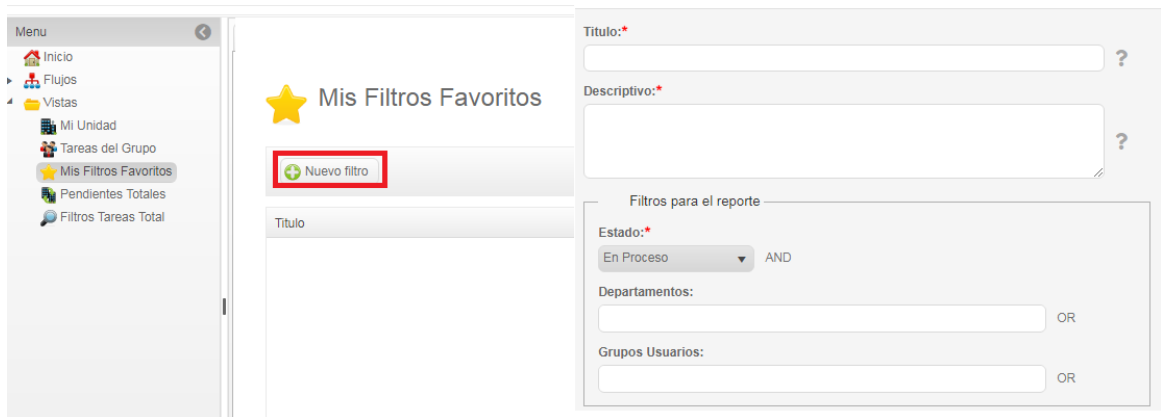 Menu
Inicio
Flujos
Vistas
Mi Unidad
Tareas del Grupo
Mis Filtros Favoritos
Pendientes Totales
Filtros Tareas Total
Mis Filtros Favoritos
Nuevo filtro
Titulo
Titulo:*
?
Descriptivo:*
?
Filtros para el reporte
Estado:*
En Proceso AND
Departamentos:
OR
Grupos Usuarios:
OR